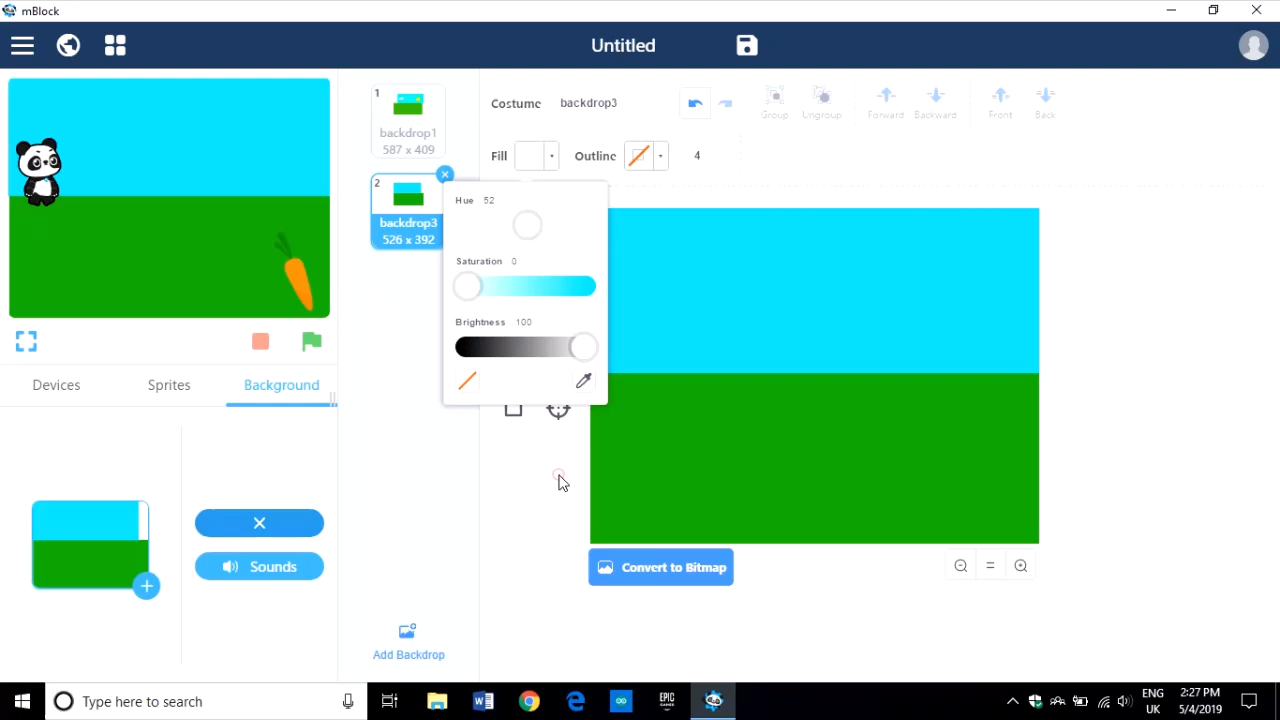 mBlock
Untitled
1
backdrop1
587 x 409
2
backdrop3
526 x 392
Costume backdrop3
Group Ungroup Forward Backward Front Back
Fill Outline 4
Hue 52
Saturation 0
Brightness 100
Devices Sprites Background
Sounds
Convert to Bitmap
Add Backdrop
Type here to search
W
EPIC
GAMES
ENG
UK
2:27 PM
5/4/2019